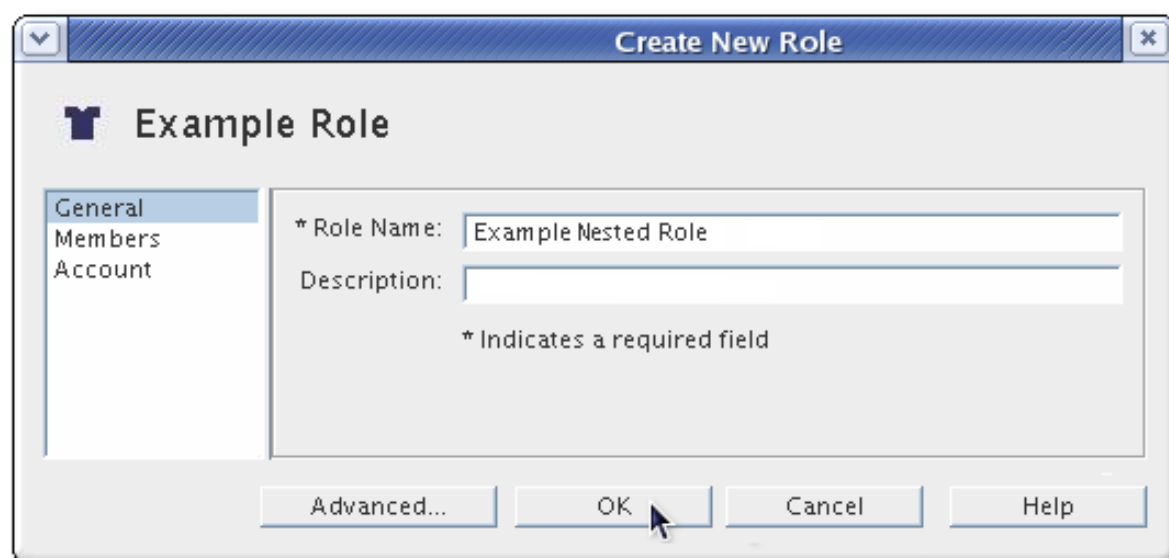 Create New Role
Example Role
General
Members
Account
* Role Name: Example Nested Role
Description:
* Indicates a required field
Advanced... OK Cancel Help